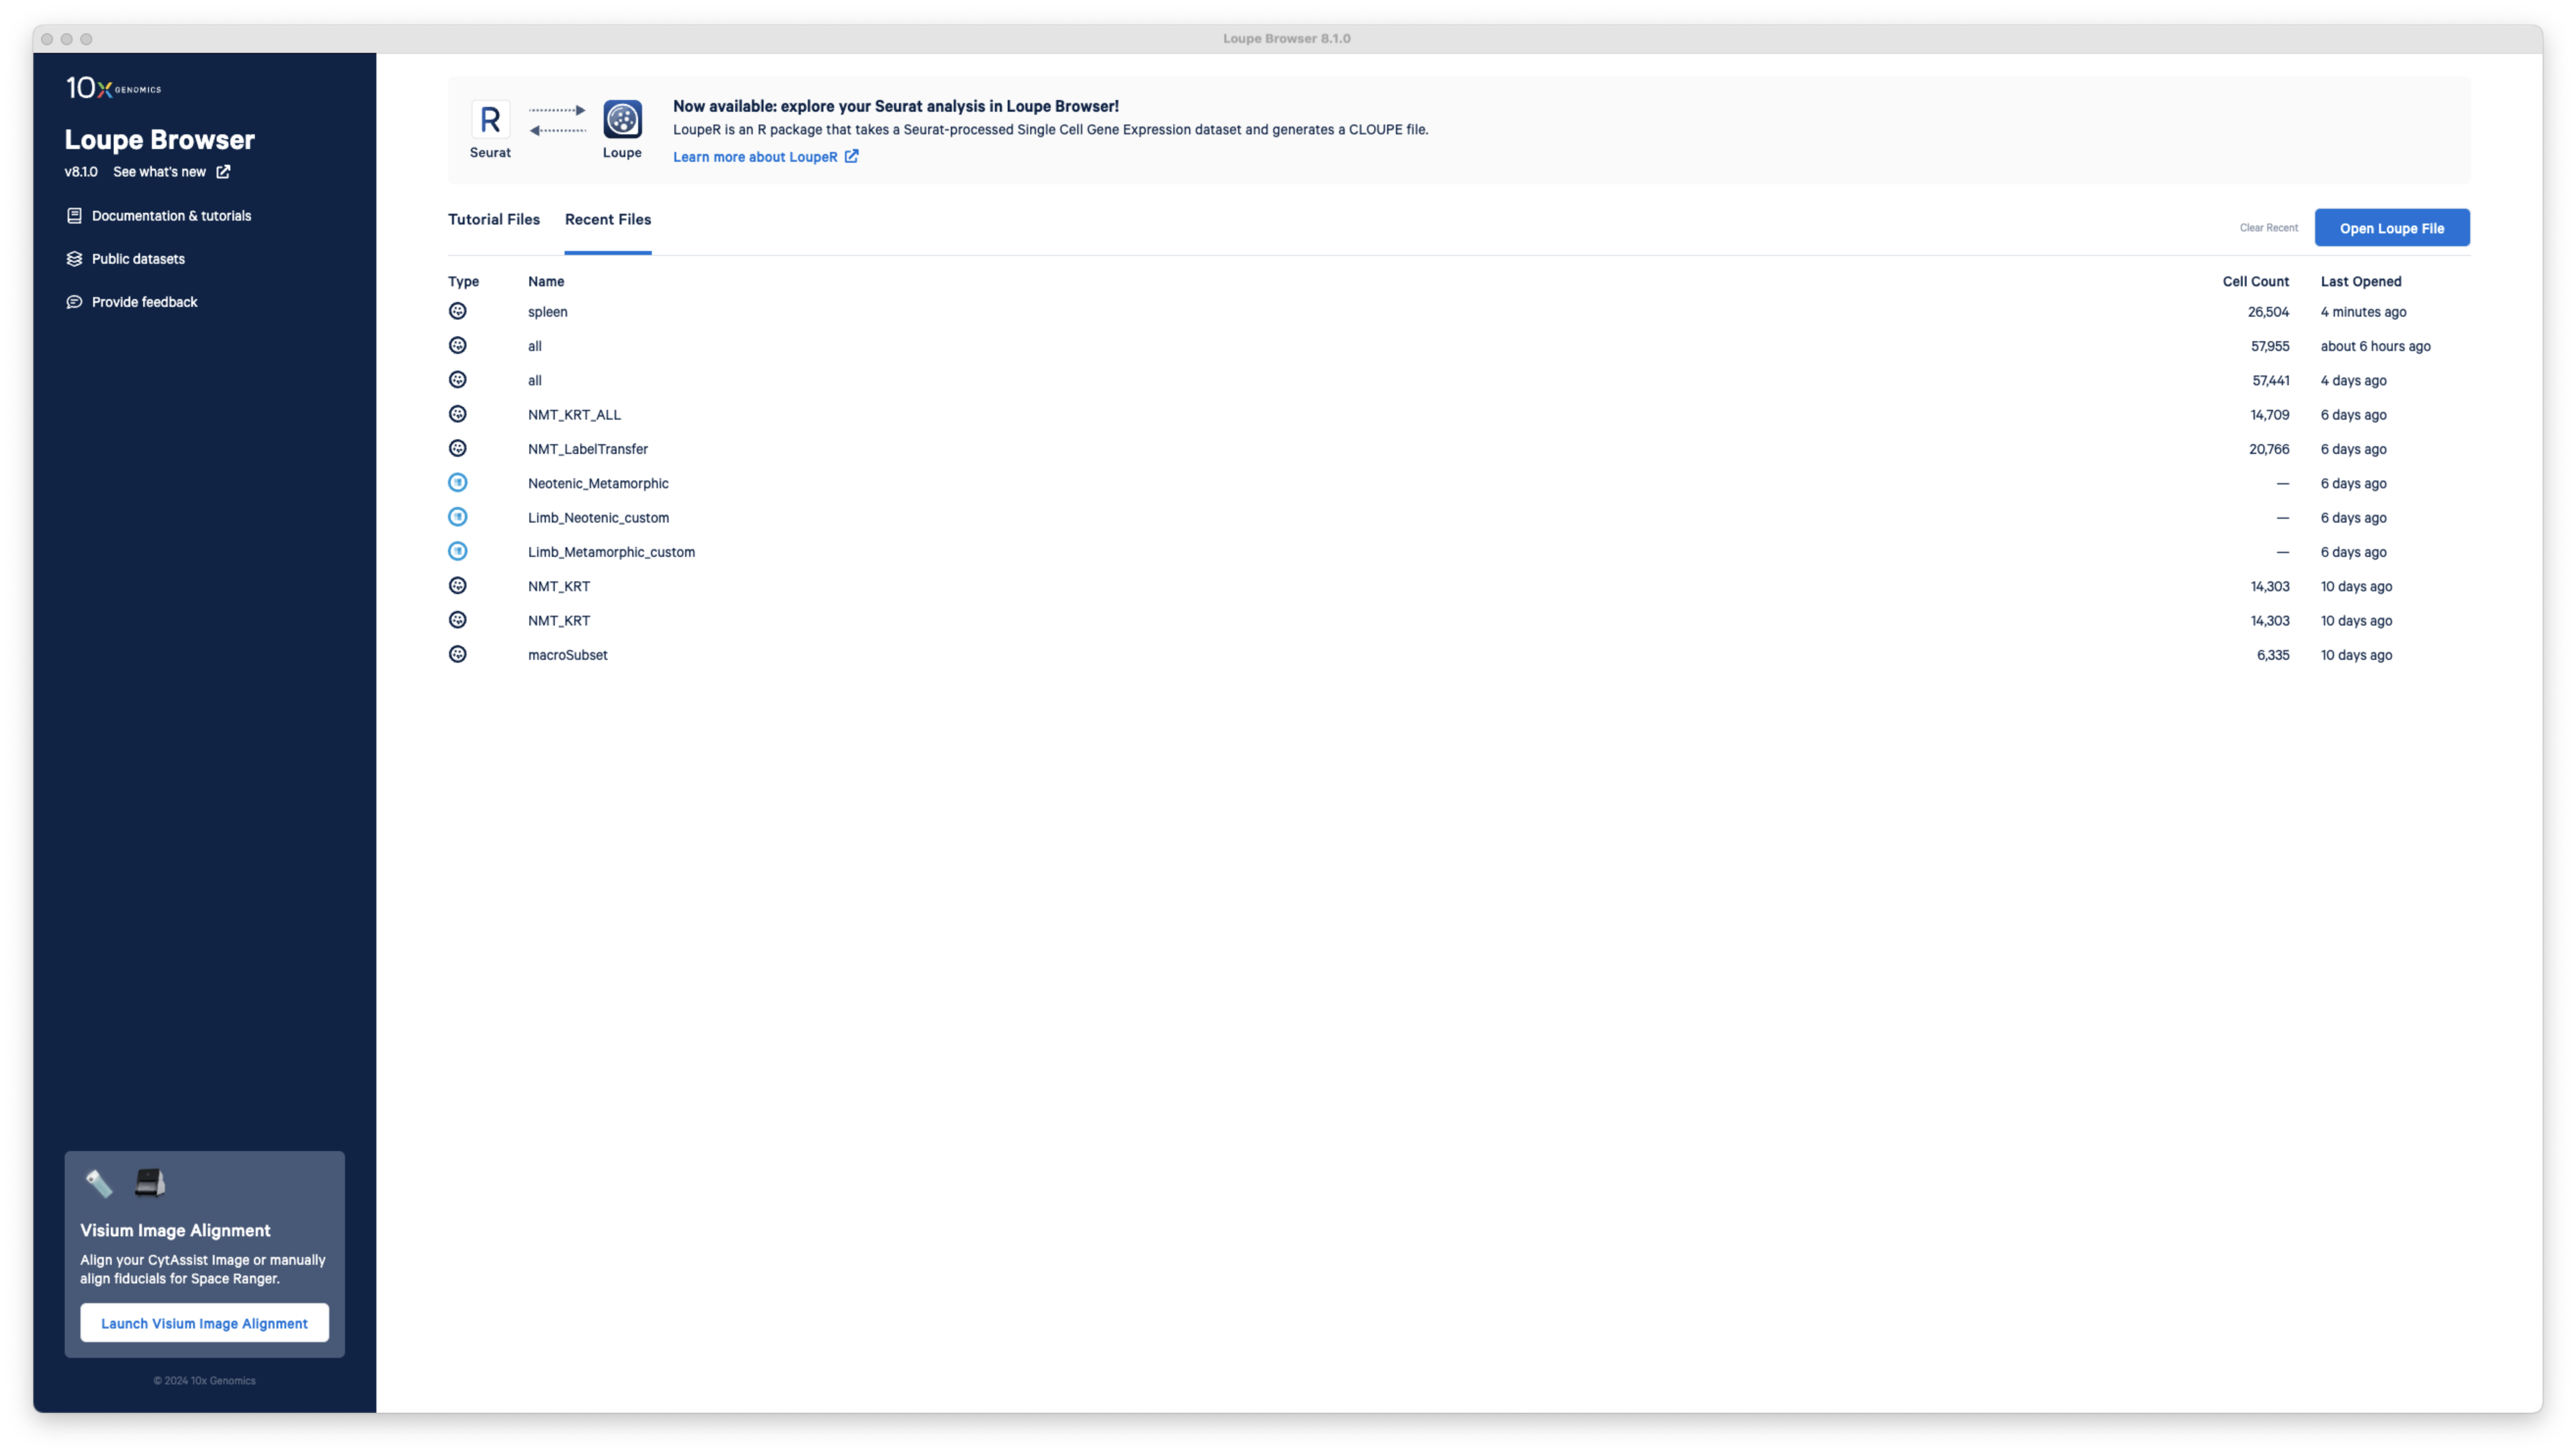 Loupe Browser 8.1.0
10x GENOMICS
Loupe Browser
v8.1.0 See what's new
Documentation & tutorials
Public datasets
Provide feedback
Visium Image Alignment
Align your CytAssist Image or manually
align fiducials for Space Ranger.
Launch Visium Image Alignment
© 2024 10x Genomics
R
Seurat
Loupe
Now available: explore your Seurat analysis in Loupe Browser!
LoupeR is an R package that takes a Seurat-processed Single Cell Gene Expression dataset and generates a CLOUPE file.
Learn more about LoupeR
Tutorial Files Recent Files Clear Recent Open Loupe File
Type Name Cell Count Last Opened
spleen 26,504 4 minutes ago
all 57,955 about 6 hours ago
all 57,441 4 days ago
NMT_KRT_ALL 14,709 6 days ago
NMT_LabelTransfer 20,766 6 days ago
Neotenic_Metamorphic — 6 days ago
Limb_Neotenic_custom — 6 days ago
Limb_Metamorphic_custom — 6 days ago
NMT_KRT 14,303 10 days ago
NMT_KRT 14,303 10 days ago
macroSubset 6,335 10 days ago